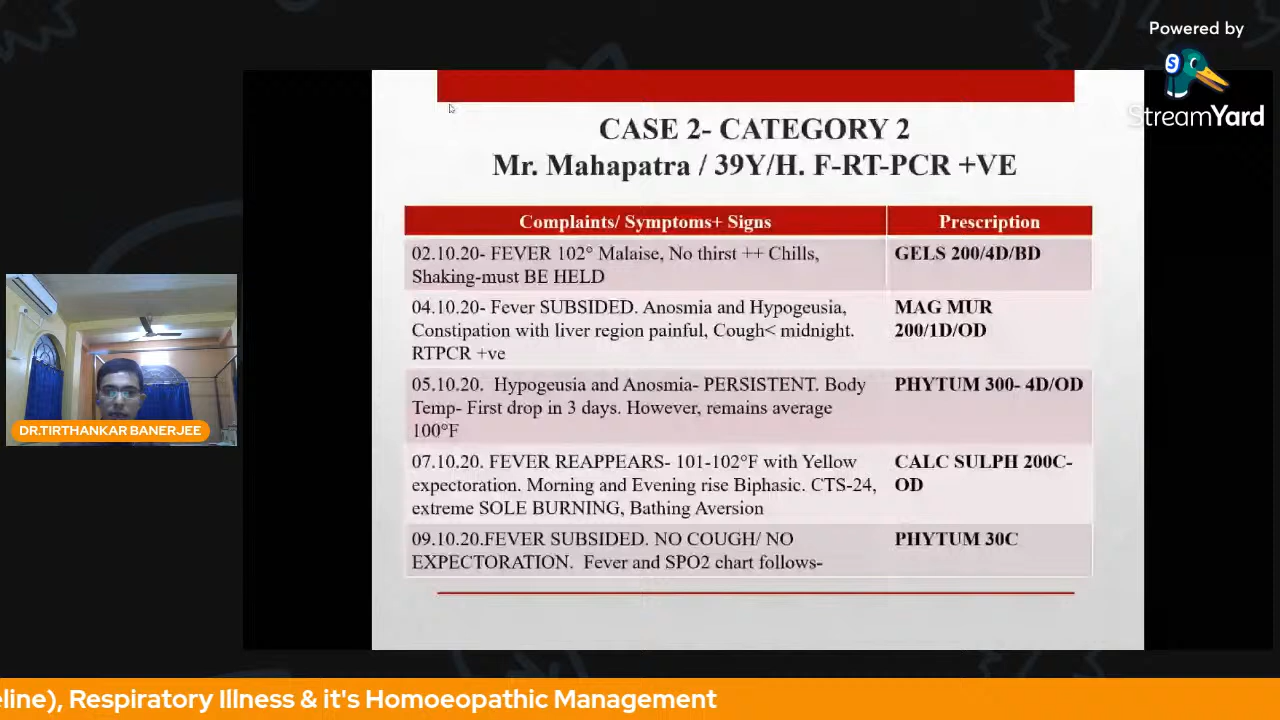 Powered by
StreamYard
CASE 2- CATEGORY 2
Mr. Mahapatra / 39Y/H. F-RT-PCR +VE
Complaints/ Symptoms+ Signs
Prescription
02.10.20- FEVER 102° Malaise, No thirst ++ Chills,
Shaking-must BE HELD
GELS 200/4D/BD
04.10.20- Fever SUBSIDED. Anosmia and Hypogeusia,
Constipation with liver region painful, Cough< midnight.
RTPCR +ve
MAG MUR
200/1D/OD
05.10.20. Hypogeusia and Anosmia- PERSISTENT. Body
Temp- First drop in 3 days. However, remains average
100°F
PHYTUM 300- 4D/OD
07.10.20. FEVER REAPPEARS- 101-102°F with Yellow
expectoration. Morning and Evening rise Biphasic. CTS-24,
extreme SOLE BURNING, Bathing Aversion
CALC SULPH 200C-
OD
09.10.20.FEVER SUBSIDED. NO COUGH/ NO
EXPECTORATION. Fever and SPO2 chart follows-
PHYTUM 30C
DR.TIRTHANKAR BANERJEE
eline), Respiratory Illness & it's Homoeopathic Management